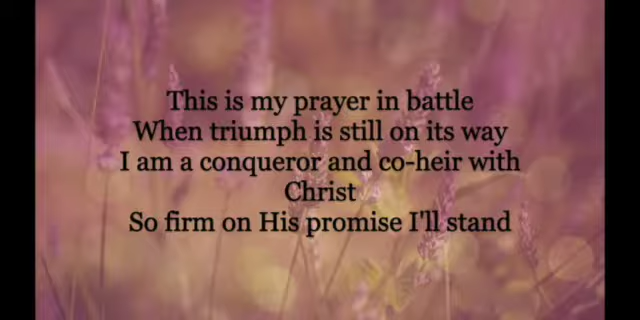 This is my prayer in battle
When triumph is still on its way
I am a conqueror and co-heir with
Christ
So firm on His promise I'll stand